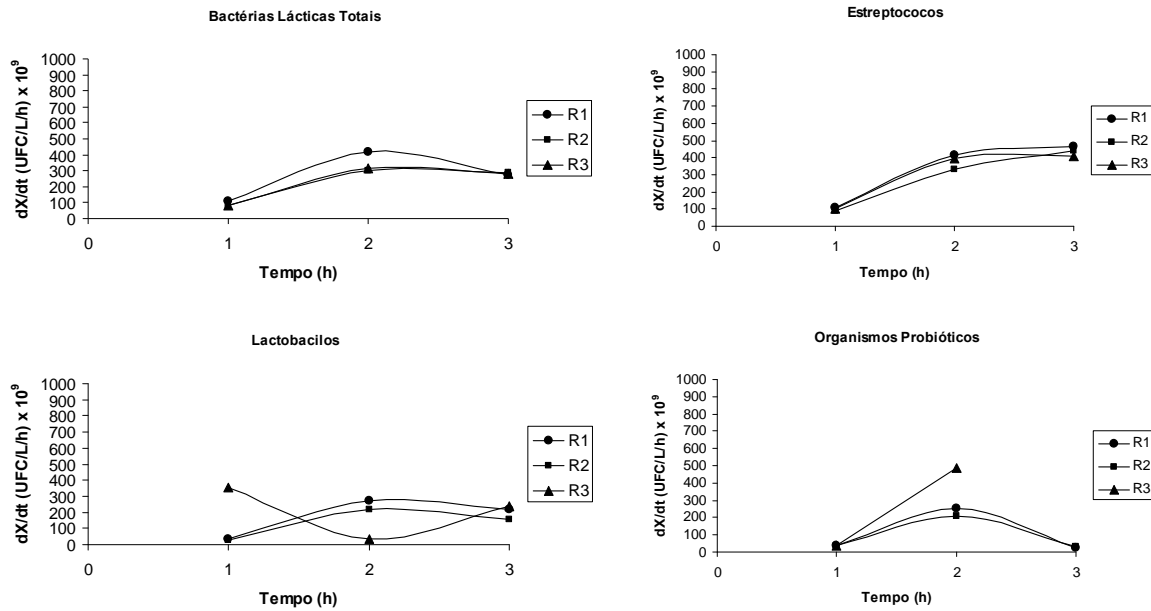 Bactérias Lácticas Totais
dX/dt (UFC/L/h) x 10⁹
1000
900
800
700
600
500
400
300
200
100
0
0 1 2 3
Tempo (h)
R1
R2
R3
Estreptococos
dX/dt (UFC/L/h) x 10⁹
1000
900
800
700
600
500
400
300
200
100
0
0 1 2 3
Tempo (h)
R1
R2
R3
Lactobacilos
dX/dt (UFC/L/h) x 10⁹
1000
900
800
700
600
500
400
300
200
100
0
0 1 2 3
Tempo (h)
R1
R2
R3
Organismos Probióticos
dX/dt (UFC/L/h) x 10⁹
1000
900
800
700
600
500
400
300
200
100
0
0 1 2 3
Tempo (h)
R1
R2
R3